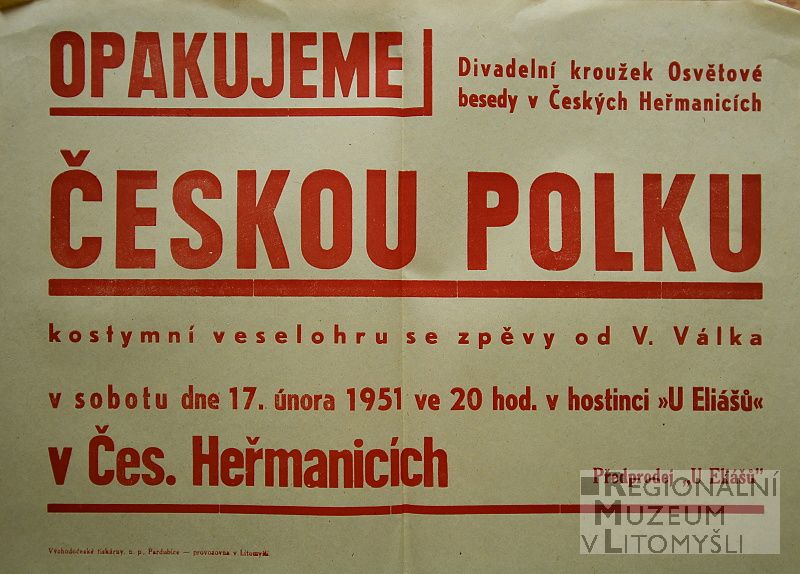 OPAKUJEME
Divadelní kroužek Osvětové
besedy v Českých Heřmanicích
ČESKOU POLKU
kostymní veselohru se zpěvy od V. Válka
v sobotu dne 17. února 1951 ve 20 hod. v hostinci »U Eliášů«
v Čes. Heřmanicích
Předprodej „U Eliášů"
Východočeské tiskárny, n. p., Pardubice — provozovna v Litomyšli.
REGIONÁLNÍ
MUZEUM
v LITOMYŠLI